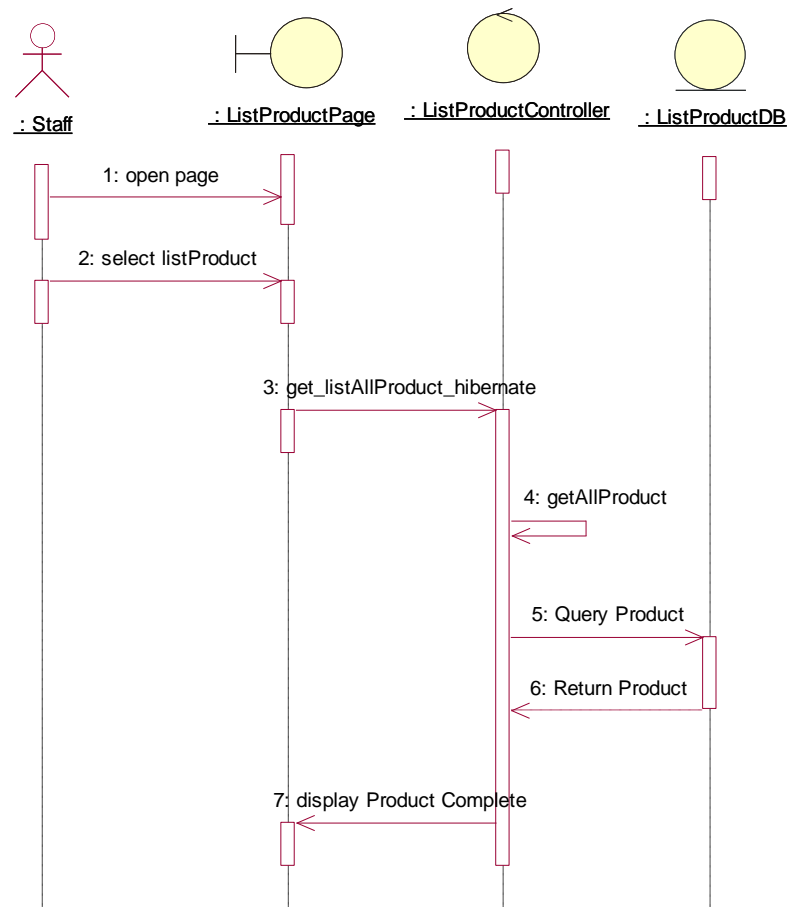 : Staff
: ListProductPage
: ListProductController
: ListProductDB
1: open page
2: select listProduct
3: get_listAllProduct_hibernate
4: getAllProduct
5: Query Product
6: Return Product
7: display Product Complete